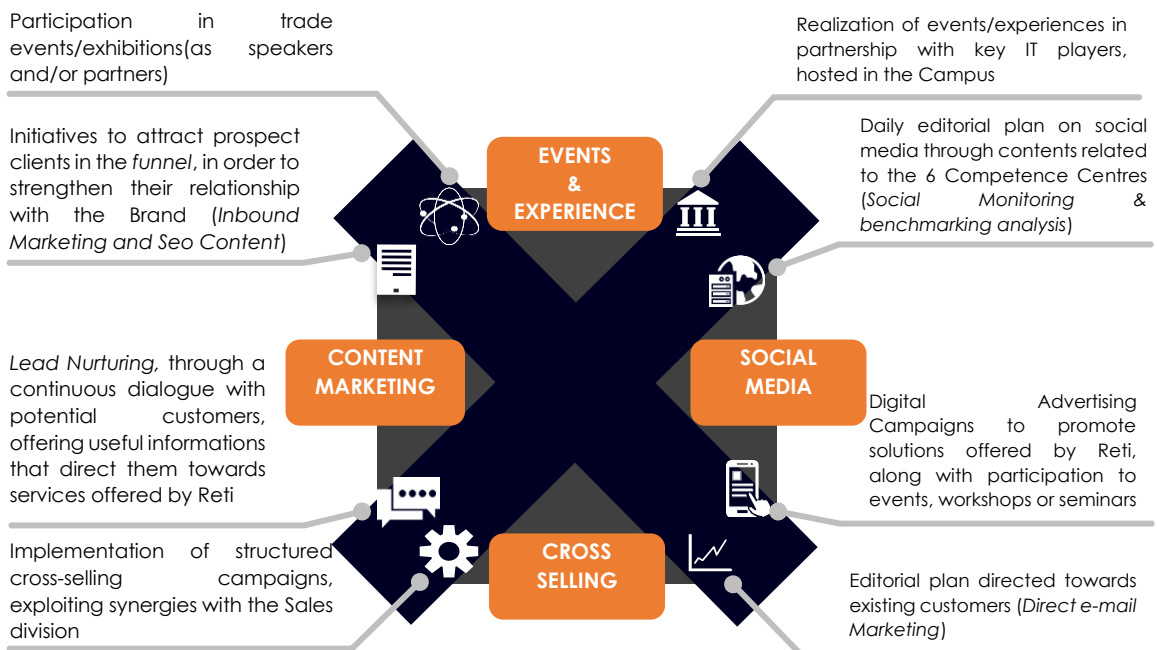 Participation in trade
events/exhibitions(as speakers
and/or partners)
Realization of events/experiences in
partnership with key IT players,
hosted in the Campus
Initiatives to attract prospect
clients in the funnel, in order to
strengthen their relationship
with the Brand (Inbound
Marketing and Seo Content)
EVENTS
&
EXPERIENCE
Daily editorial plan on social
media through contents related
to the 6 Competence Centres
(Social Monitoring &
benchmarking analysis)
Lead Nurturing, through a
continuous dialogue with
potential customers,
offering useful informations
that direct them towards
services offered by Reti
CONTENT
MARKETING
SOCIAL
MEDIA
Digital Advertising
Campaigns to promote
solutions offered by Reti,
along with participation to
events, workshops or seminars
Implementation of structured
cross-selling campaigns,
exploiting synergies with the Sales
division
CROSS
SELLING
Editorial plan directed towards
existing customers (Direct e-mail
Marketing)